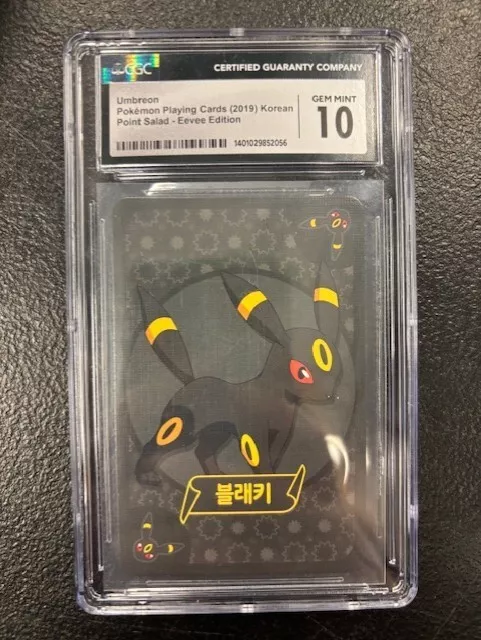 CGC
CERTIFIED GUARANTY COMPANY
Umbreon
Pokémon Playing Cards (2019) Korean
Point Salad - Eevee Edition
GEM MINT
10
1401029852056
블래키